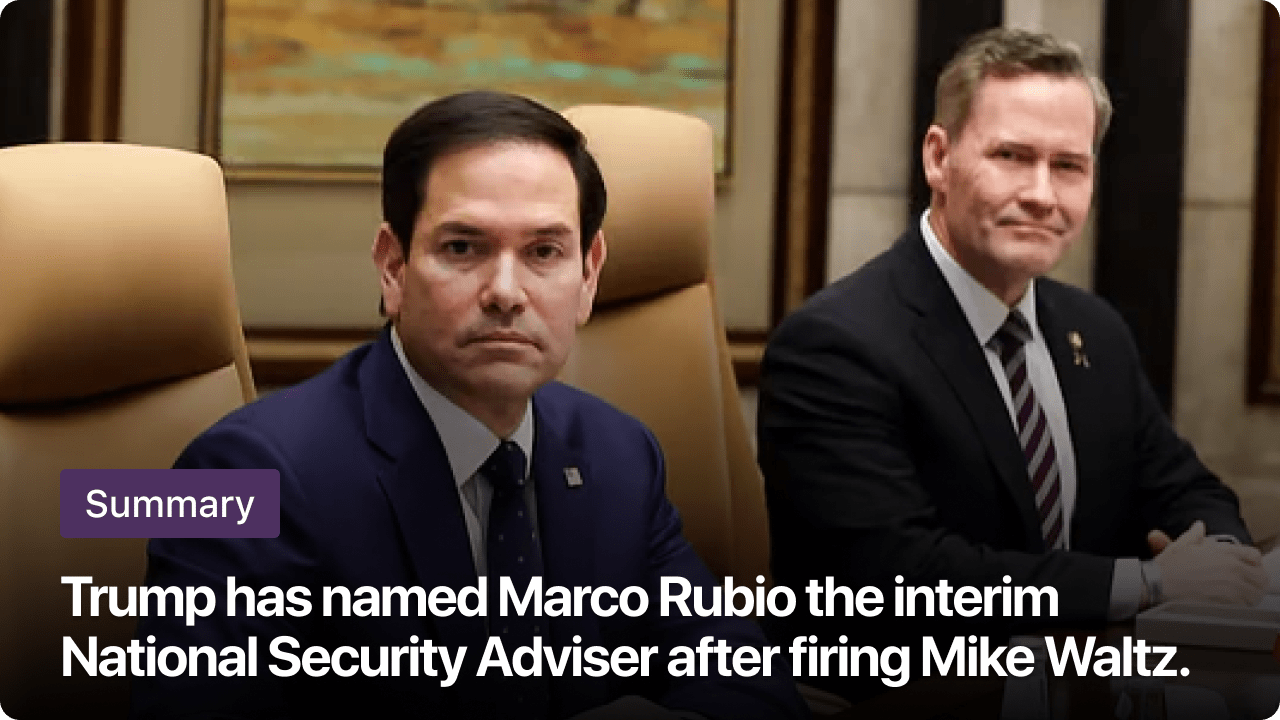 Summary
Trump has named Marco Rubio the interim
National Security Adviser after firing Mike Waltz.